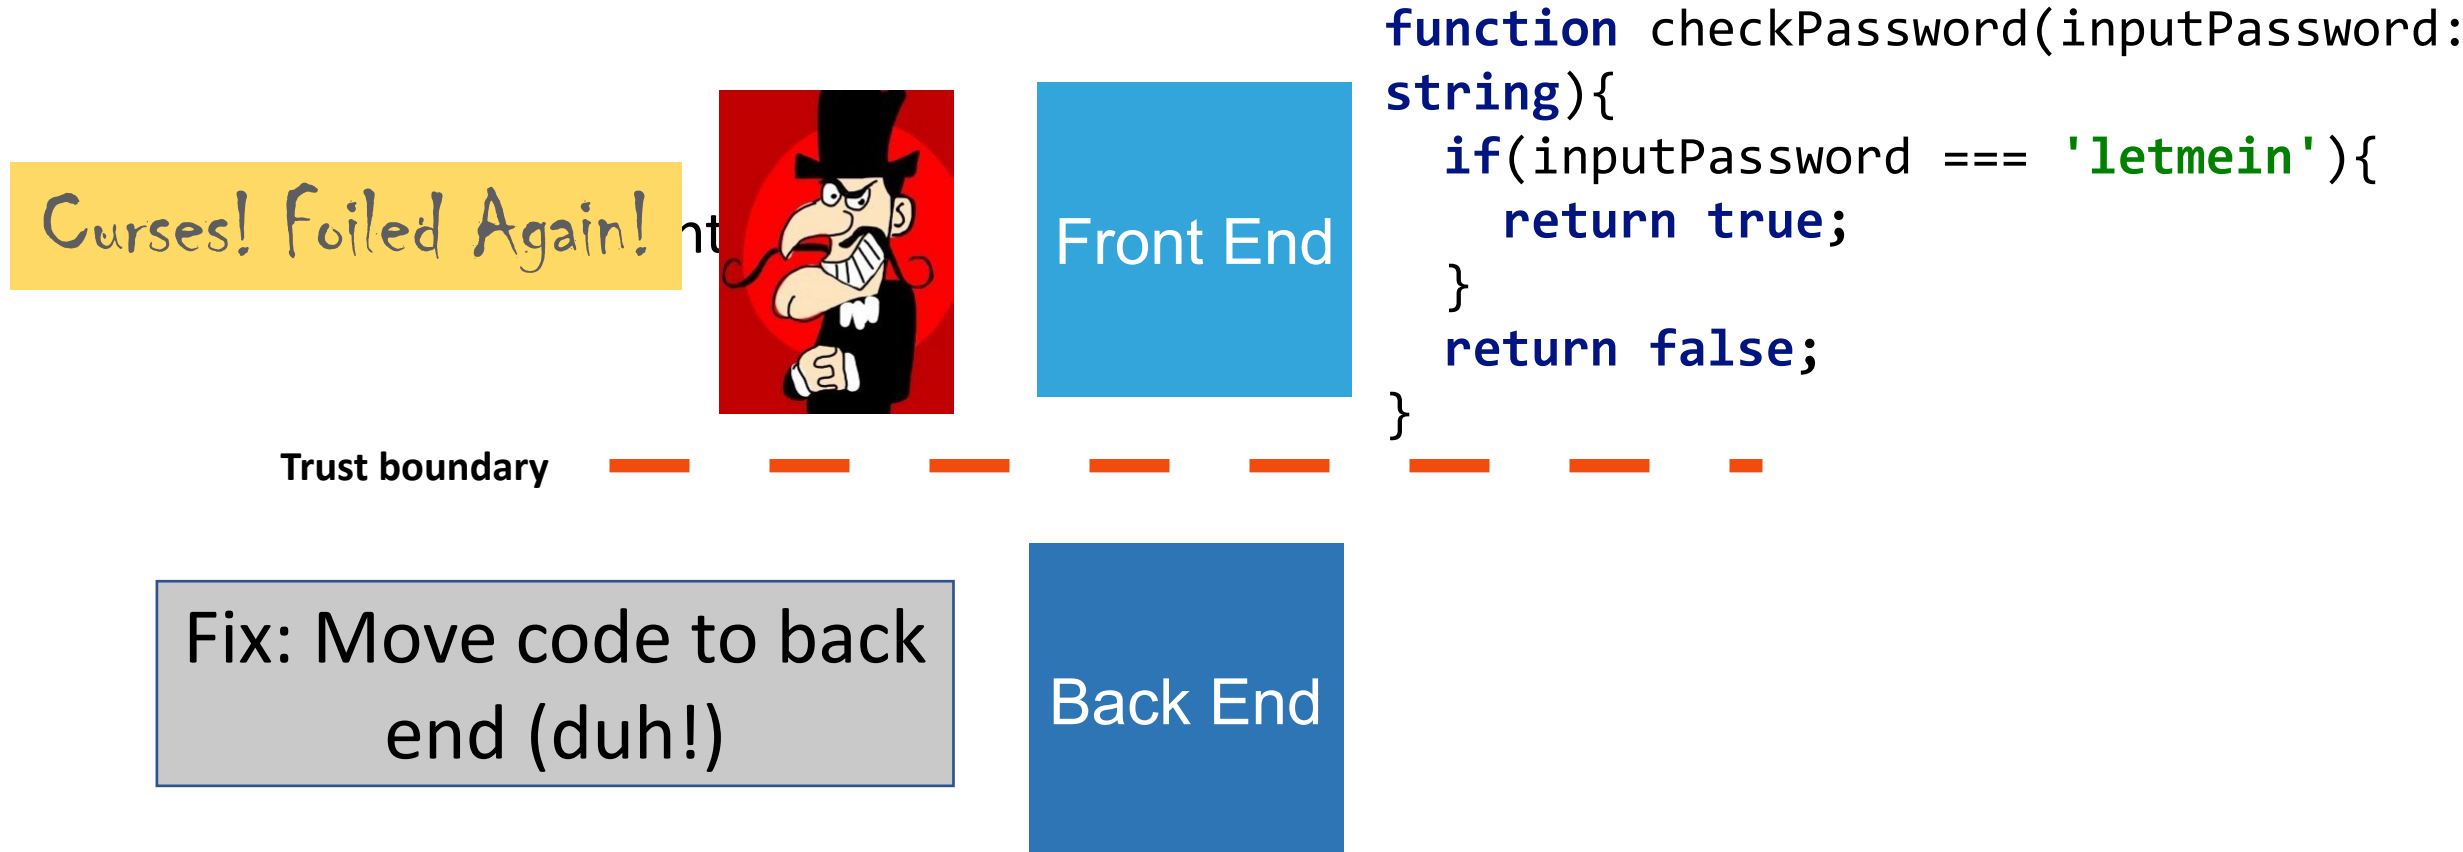 function checkPassword(inputPassword:
string){
if(inputPassword === 'letmein'){
return true;
}
return false;
}
Curses! Foiled Again!
Front End
Trust boundary
Fix: Move code to back
end (duh!)
Back End